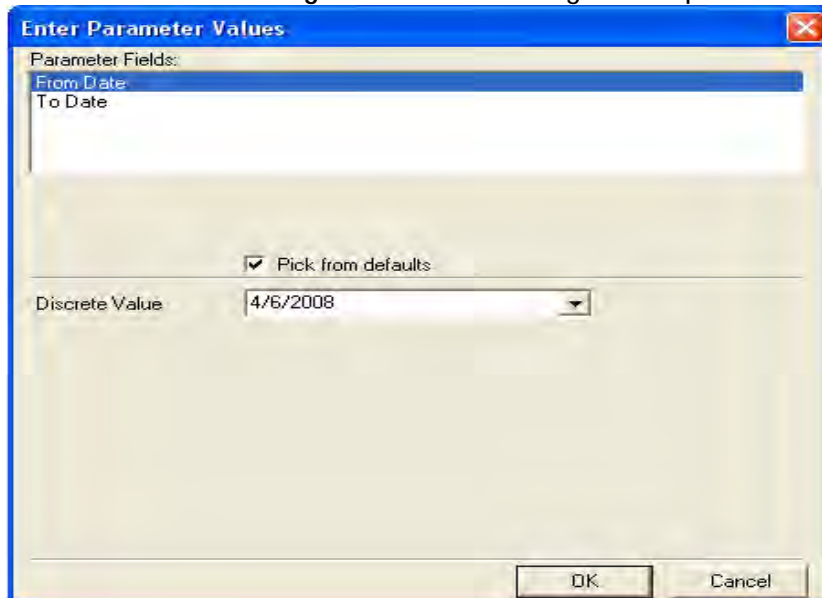 Enter Parameter Values
Parameter Fields:
From Date
To Date
Pick from defaults
Discrete Value
4/6/2008
OK
Cancel